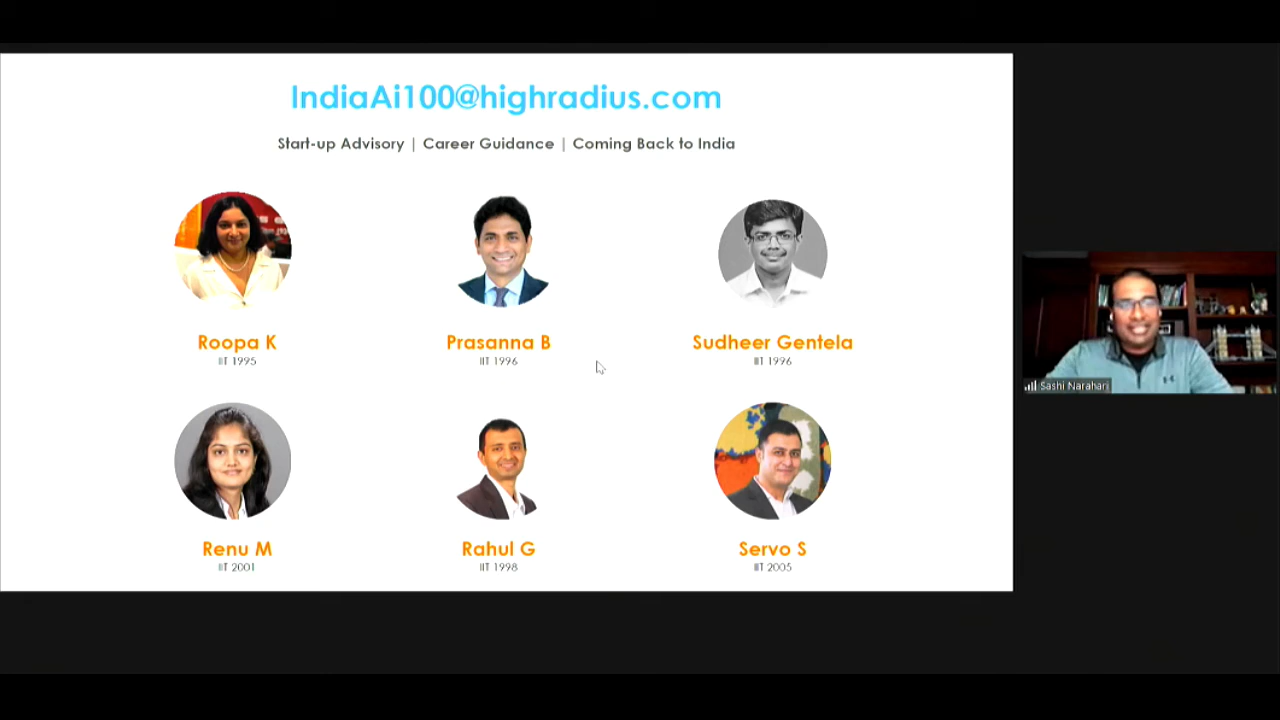 IndiaAi100@highradius.com
Start-up Advisory | Career Guidance | Coming Back to India
Roopa K
IIT 1995
Prasanna B
IIT 1996
Sudheer Gentela
IIT 1996
Sashi Narahari
Renu M
IIT 2001
Rahul G
IIT 1998
Servo S
IIT 2005